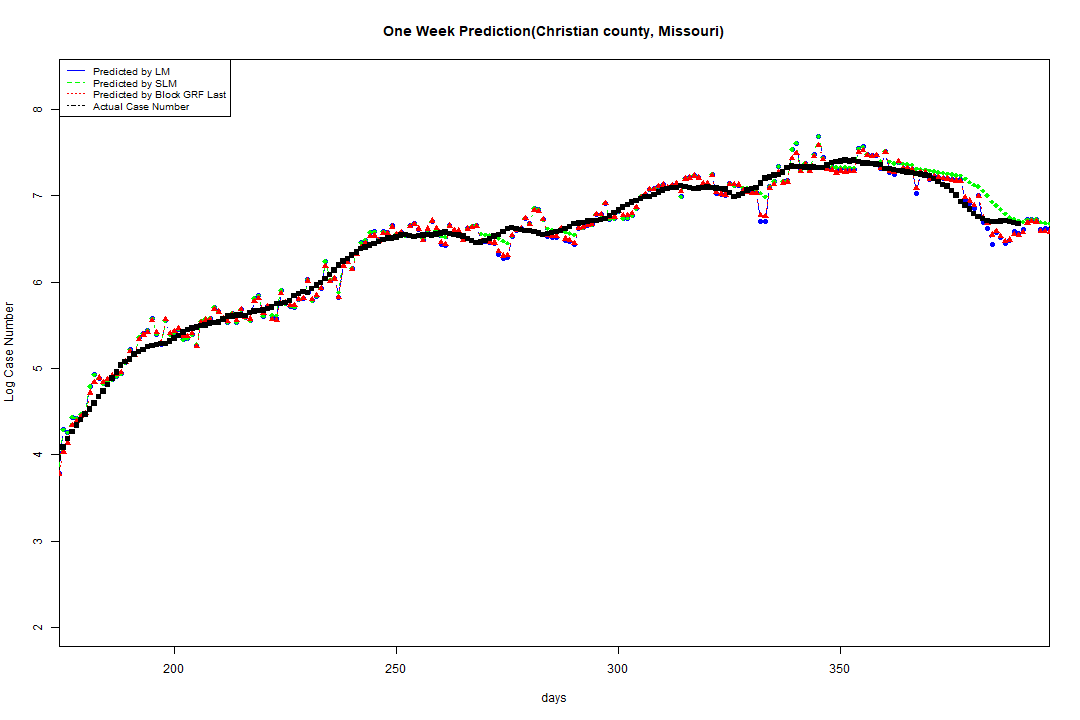 One Week Prediction(Christian county, Missouri)
Predicted by LM
Predicted by SLM
Predicted by Block GRF Last
Actual Case Number
8
7
6
5
4
3
2
Log Case Number
200 250 300 350
days